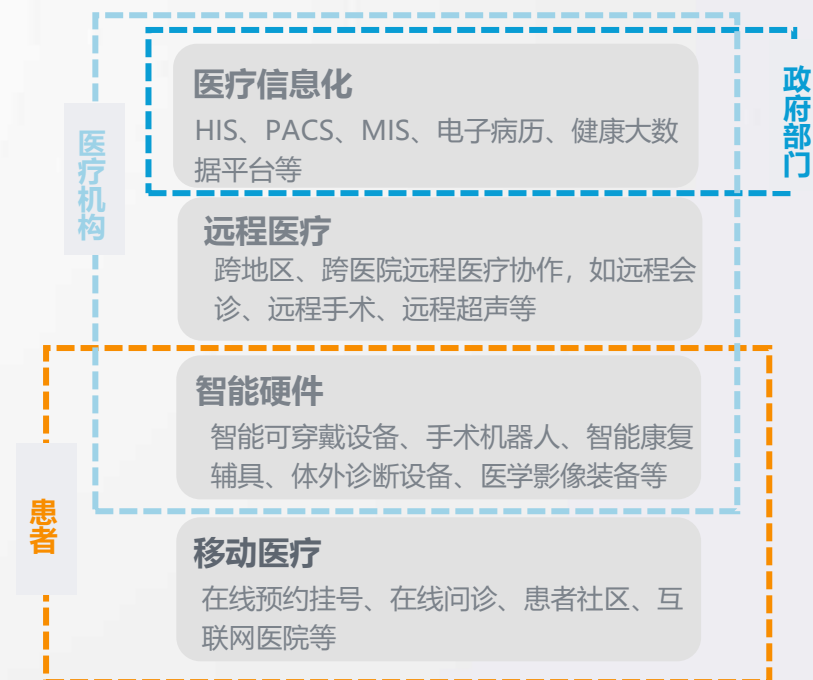 医疗信息化
HIS、PACS、MIS、电子病历、健康大数
据平台等
政府部门
医疗机构
远程医疗
跨地区、跨医院远程医疗协作，如远程会
诊、远程手术、远程超声等
智能硬件
智能可穿戴设备、手术机器人、智能康复
辅具、体外诊断设备、医学影像装备等
患者
移动医疗
在线预约挂号、在线问诊、患者社区、互
联网医院等